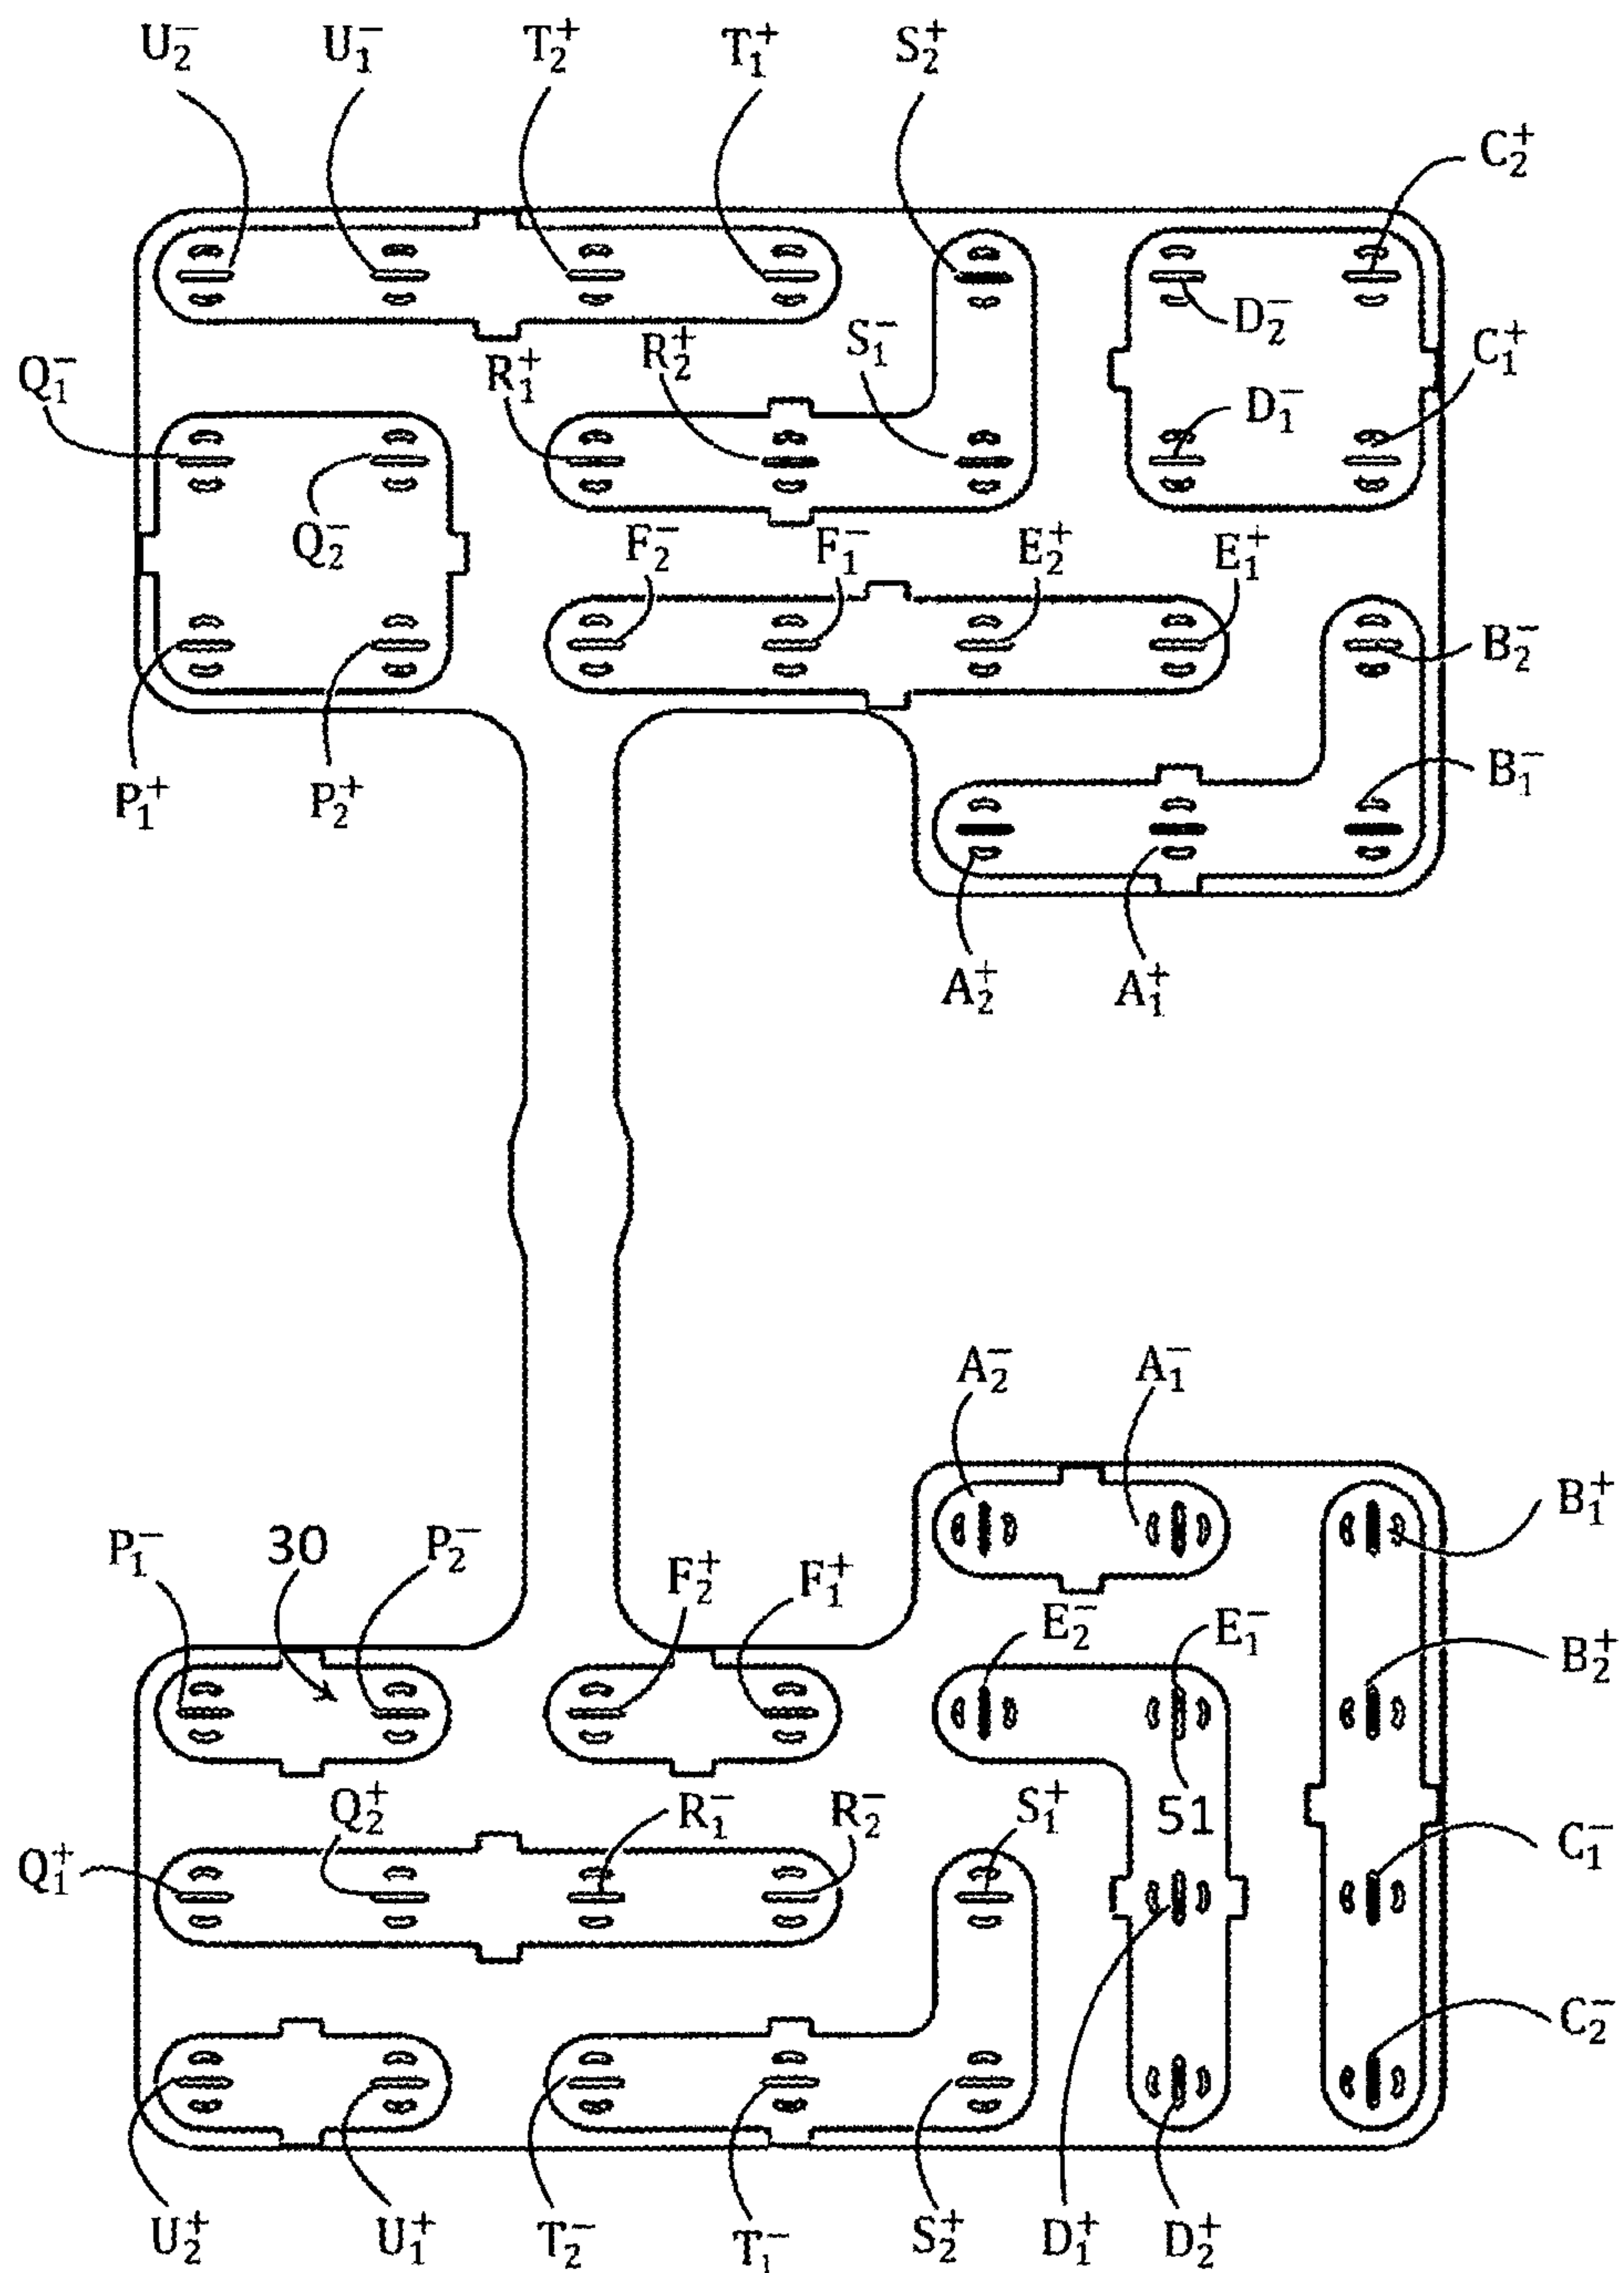 U₂⁻ U₁⁻ T₂⁺ T₁⁺ S₂⁺
C₂⁺
D₂⁻
Q₁⁻ R₁⁺ R₂⁺ S₁⁻ C₁⁺
D₁⁻
Q₂⁻ F₂⁻ F₁⁻ E₂⁺ E₁⁺
B₂⁻
P₁⁺ P₂⁺ B₁⁻
A₂⁺ A₁⁺
A₂⁻ A₁⁻
B₁⁺
P₁⁻ 30 P₂⁻ F₂⁺ F₁⁺
E₂⁻ E₁⁻ B₂⁺
Q₂⁺ R₁⁻ R₂⁻ S₁⁺ 51
Q₁⁺ C₁⁻
C₂⁻
U₂⁺ U₁⁺ T₂⁻ T₁⁻ S₂⁺ D₁⁺ D₂⁺